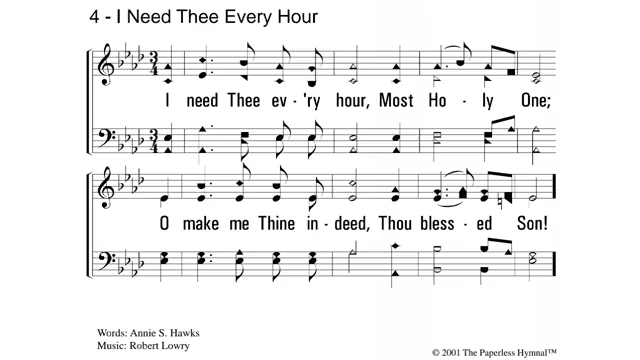 4 - I Need Thee Every Hour
I need Thee ev - 'ry hour, Most Ho - ly One;
O make me Thine in - deed, Thou bless - ed Son!
Words: Annie S. Hawks
Music: Robert Lowry
© 2001 The Paperless Hymnal™